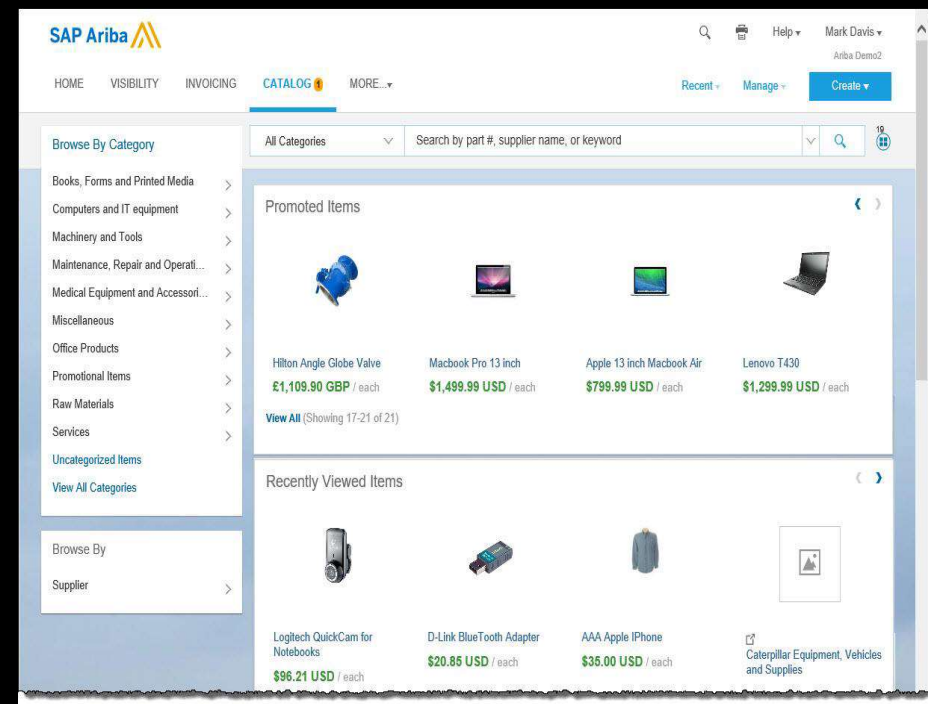 SAP Ariba
Help
Mark Davis
Ariba Demo2
HOME VISIBILITY INVOICING CATALOG 1 MORE...
Recent Manage Create
Browse By Category
Books, Forms and Printed Media
Computers and IT equipment
Machinery and Tools
Maintenance, Repair and Operati...
Medical Equipment and Accessori...
Miscellaneous
Office Products
Promotional Items
Raw Materials
Services
Uncategorized Items
View All Categories
Browse By
Supplier
All Categories
Search by part #, supplier name, or keyword
19
Promoted Items
Hilton Angle Globe Valve
£1,109.90 GBP / each
Macbook Pro 13 inch
$1,499.99 USD / each
Apple 13 inch Macbook Air
$799.99 USD / each
Lenovo T430
$1,299.99 USD / each
View All (Showing 17-21 of 21)
Recently Viewed Items
Logitech QuickCam for
Notebooks
$96.21 USD / each
D-Link BlueTooth Adapter
$20.85 USD / each
AAA Apple IPhone
$35.00 USD / each
Caterpillar Equipment, Vehicles
and Supplies